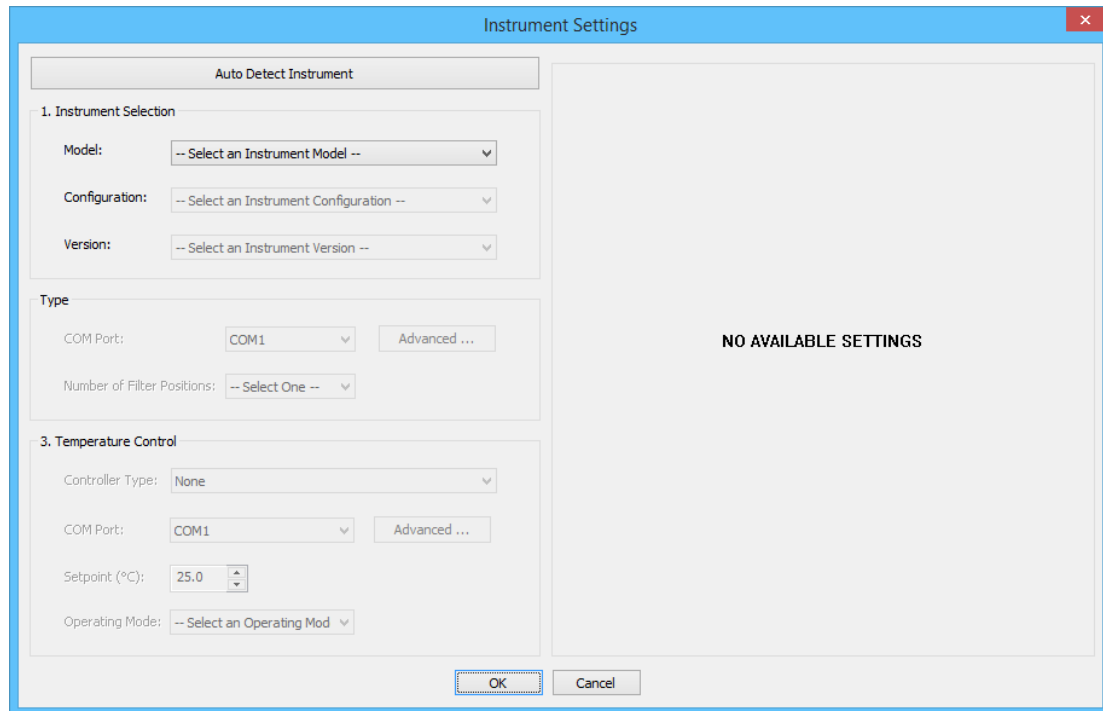 Instrument Settings
Auto Detect Instrument
1. Instrument Selection
Model: -- Select an Instrument Model --
Configuration: -- Select an Instrument Configuration --
Version: -- Select an Instrument Version --
Type
COM Port: COM1 Advanced ...
Number of Filter Positions: -- Select One --
3. Temperature Control
Controller Type: None
COM Port: COM1 Advanced ...
Setpoint (°C): 25.0
Operating Mode: -- Select an Operating Mod
NO AVAILABLE SETTINGS
OK Cancel